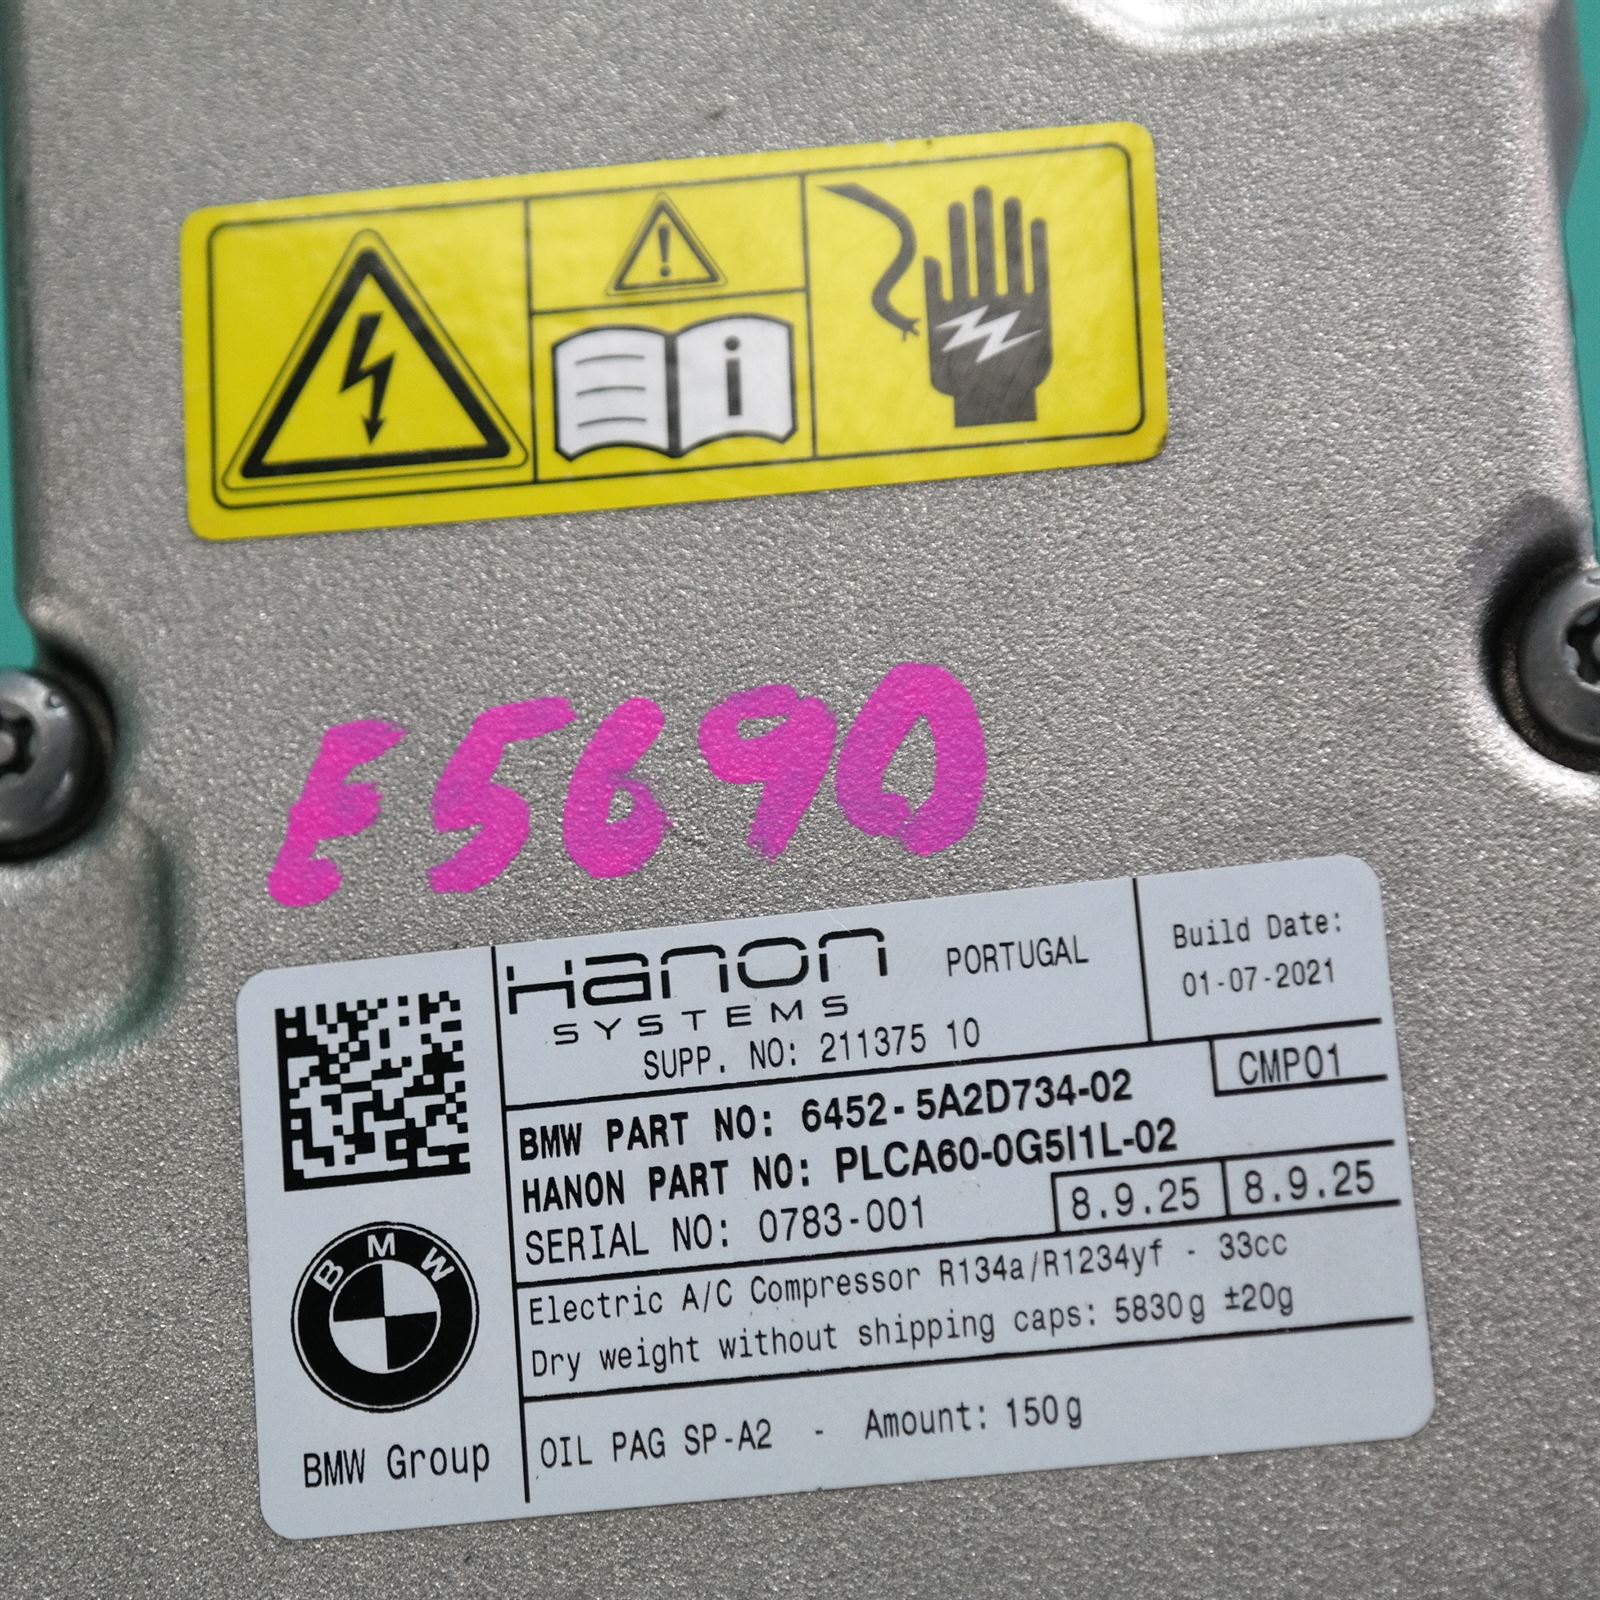 i
E5690
Hanon
SYSTEMS
PORTUGAL
Build Date:
01-07-2021
SUPP. NO: 211375 10
CMP01
BMW PART NO: 6452-5A2D734-02
HANON PART NO: PLCA60-0G5I1L-02
SERIAL NO: 0783-001
8.9.25
8.9.25
Electric A/C Compressor R134a/R1234yf - 33cc
Dry weight without shipping caps: 5830g ±20g
OIL PAG SP-A2 - Amount: 150g
BMW
BMW Group